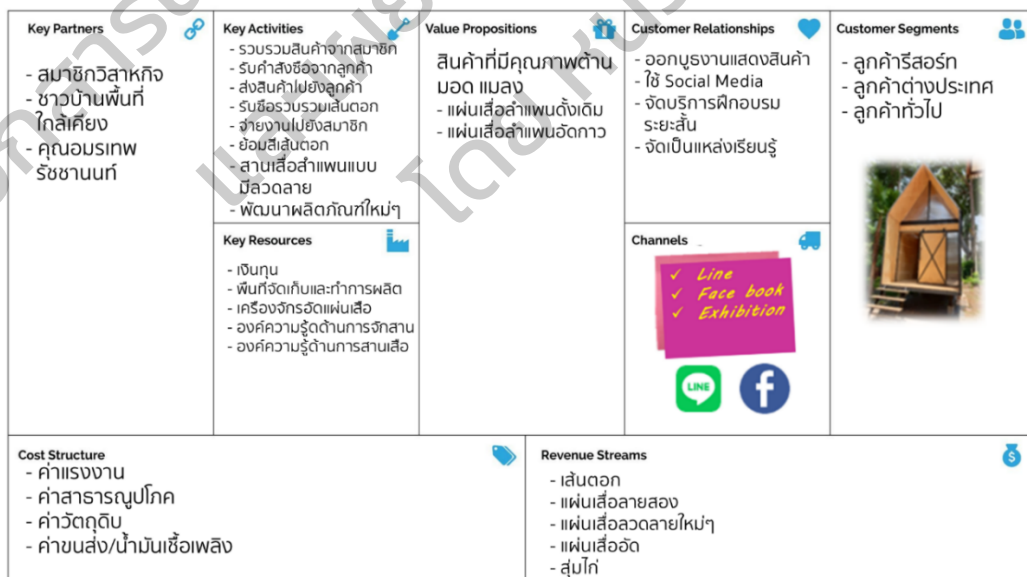 Key Partners
- สมาชิกวิสาหกิจ
- ชาวบ้านพื้นที่
ใกล้เคียง
- คุณอมรเทพ
รัชชานนท์
Key Activities
- รวบรวมสินค้าจากสมาชิก
- รับคำสั่งซื้อจากลูกค้า
- ส่งสินค้าไปยังลูกค้า
- รับซื้อรวบรวมเส้นตอก
- จ่ายงานไปยังสมาชิก
- ย้อมสีเส้นตอก
- สานเสื่อลำแพนแบบ
มีลวดลาย
- พัฒนาผลิตภัณฑ์ใหม่ๆ
Key Resources
- เงินทุน
- พื้นที่จัดเก็บและทำการผลิต
- เครื่องจักรอัดแผ่นเสื่อ
- องค์ความรู้ดด้านการจักสาน
- องค์ความรู้ด้านการสานเสื่อ
Value Propositions
สินค้าที่มีคุณภาพต้าน
มอด แมลง
- แผ่นเสื่อลำแพนดั้งเดิม
- แผ่นเสื่อลำแพนอัดกาว
Customer Relationships
- ออกบูธงานแสดงสินค้า
- ใช้ Social Media
- จัดบริการฝึกอบรม
ระยะสั้น
- จัดเป็นแหล่งเรียนรู้
Channels
✓ Line
✓ Face book
✓ Exhibition
LINE
f
Customer Segments
- ลูกค้ารีสอร์ท
- ลูกค้าต่างประเทศ
- ลูกค้าทั่วไป
Cost Structure
- ค่าแรงงาน
- ค่าสาธารณูปโภค
- ค่าวัตถุดิบ
- ค่าขนส่ง/น้ำมันเชื้อเพลิง
Revenue Streams
- เส้นตอก
- แผ่นเสื่อลายสอง
- แผ่นเสื่อลวดลายใหม่ๆ
- แผ่นเสื่ออัด
- สุ่มไก่